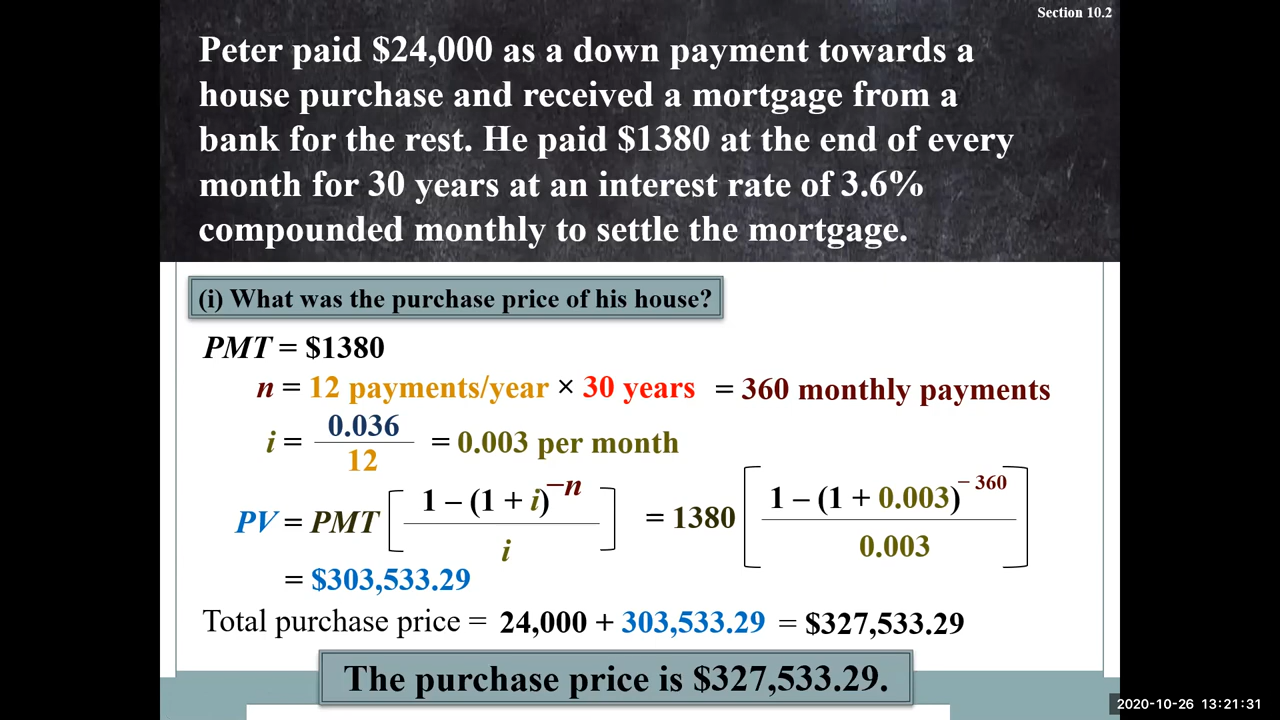 Section 10.2
Peter paid $24,000 as a down payment towards a
house purchase and received a mortgage from a
bank for the rest. He paid $1380 at the end of every
month for 30 years at an interest rate of 3.6%
compounded monthly to settle the mortgage.
(i) What was the purchase price of his house?
PMT = $1380
n = 12 payments/year × 30 years = 360 monthly payments
i = 0.036 / 12 = 0.003 per month
PV = PMT [ 1 – (1 + i)^–n / i ] = 1380 [ 1 – (1 + 0.003)^– 360 / 0.003 ]
= $303,533.29
Total purchase price = 24,000 + 303,533.29 = $327,533.29
The purchase price is $327,533.29.
2020-10-26 13:21:31